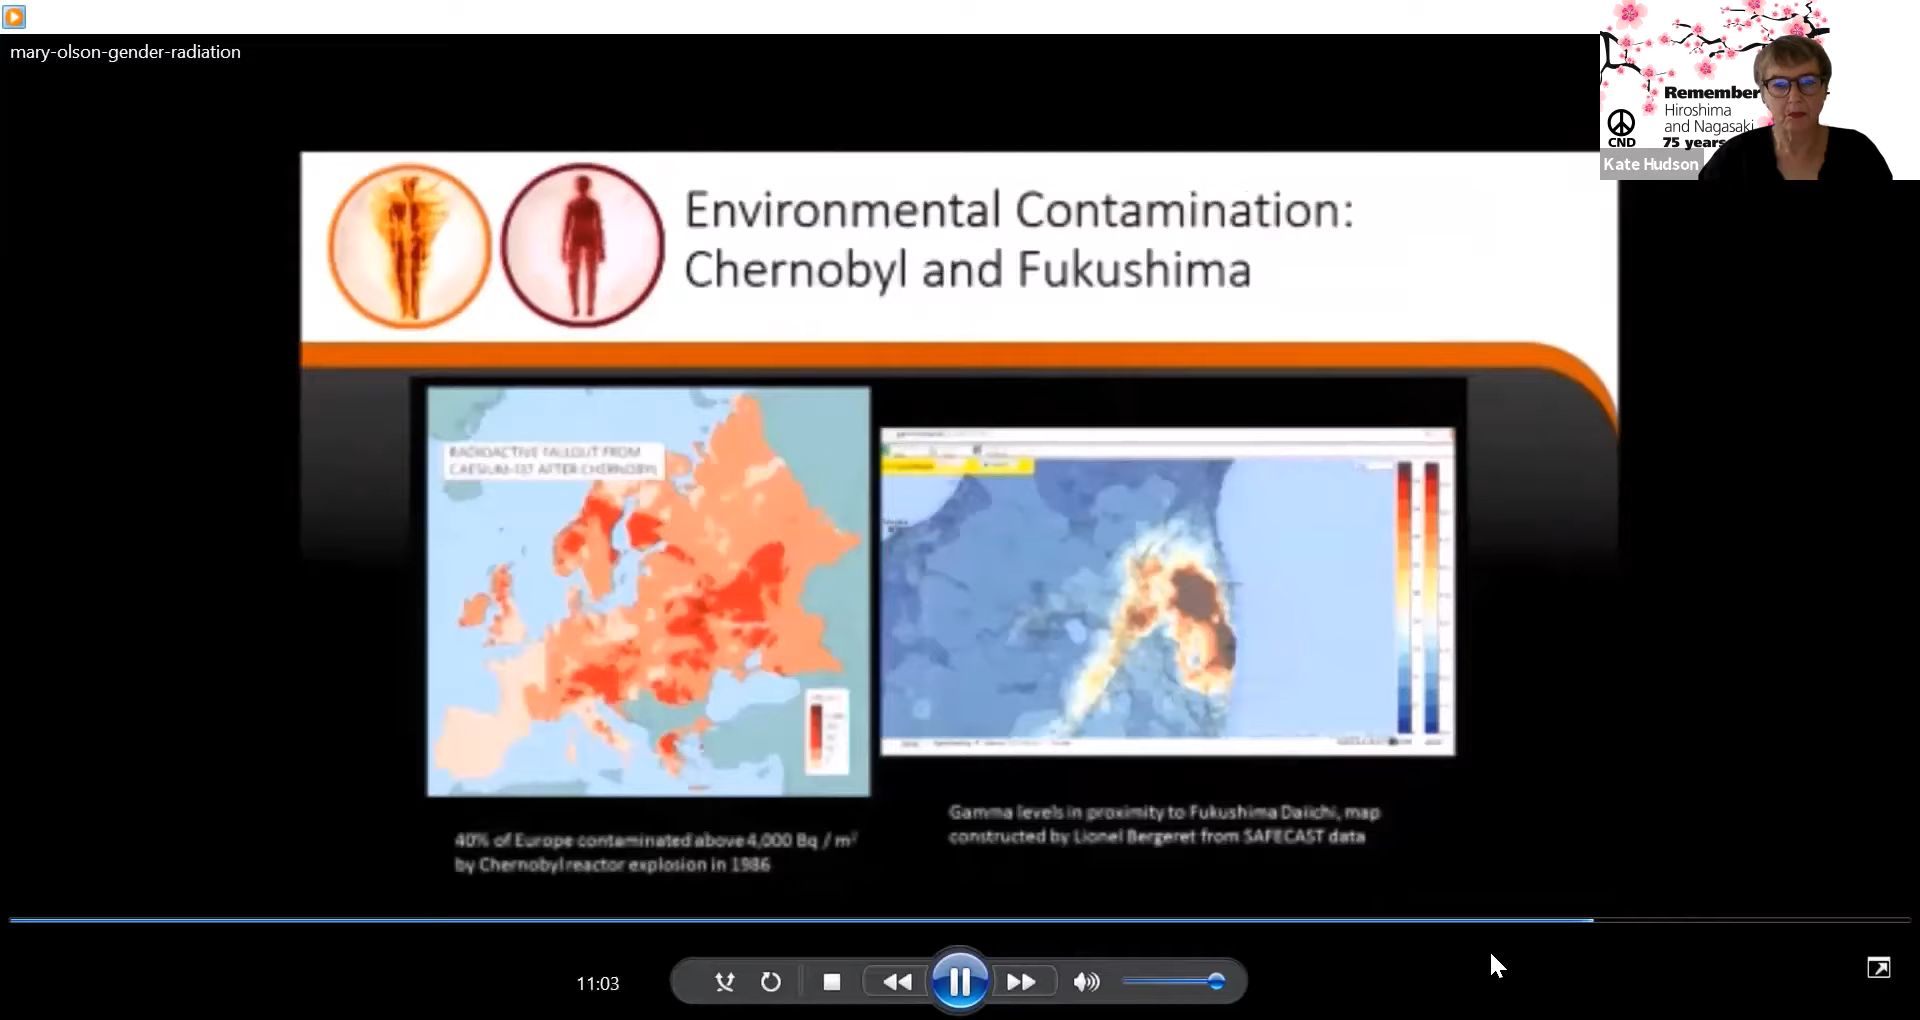 mary-olson-gender-radiation
Remember
Hiroshima
and Nagasaki
75 years
CND
Kate Hudson
Environmental Contamination:
Chernobyl and Fukushima
RADIOACTIVE FALLOUT FROM
CAESIUM-137 AFTER CHERNOBYL
Gamma levels in proximity to Fukushima Daiichi, map
constructed by Lionel Bergeret from SAFECAST data
40% of Europe contaminated above 4,000 Bq / m²
by Chernobyl reactor explosion in 1986
11:03